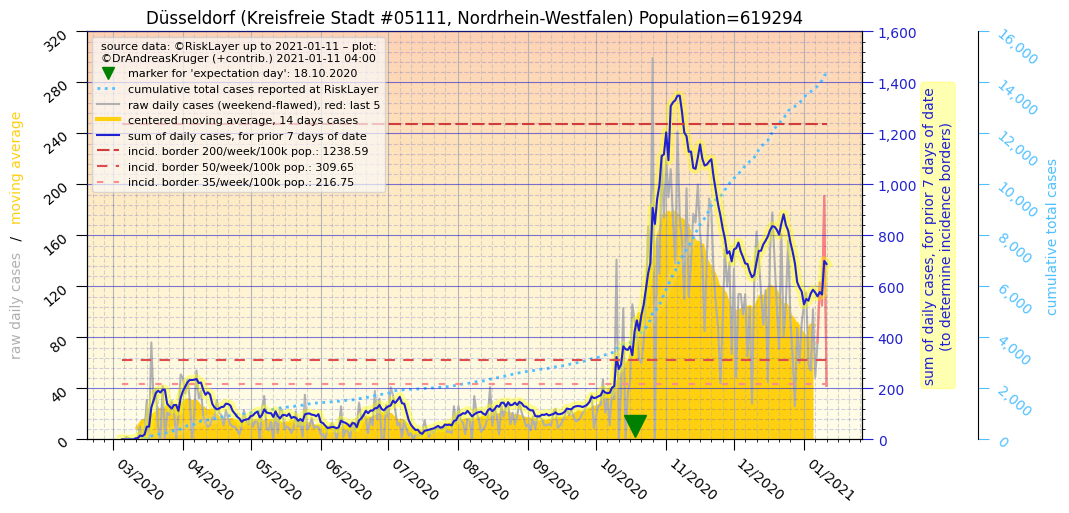 Düsseldorf (Kreisfreie Stadt #05111, Nordrhein-Westfalen) Population=619294
source data: ©RiskLayer up to 2021-01-11 – plot:
©DrAndreasKruger (+contrib.) 2021-01-11 04:00
marker for 'expectation day': 18.10.2020
cumulative total cases reported at RiskLayer
raw daily cases (weekend-flawed), red: last 5
centered moving average, 14 days cases
sum of daily cases, for prior 7 days of date
incid. border 200/week/100k pop.: 1238.59
incid. border 50/week/100k pop.: 309.65
incid. border 35/week/100k pop.: 216.75
raw daily cases / moving average
320
280
240
200
160
120
80
40
0
03/2020
04/2020
05/2020
06/2020
07/2020
08/2020
09/2020
10/2020
11/2020
12/2020
01/2021
1,600
1,400
1,200
1,000
800
600
400
200
0
sum of daily cases, for prior 7 days of date
(to determine incidence borders)
16,000
14,000
12,000
10,000
8,000
6,000
4,000
2,000
0
cumulative total cases